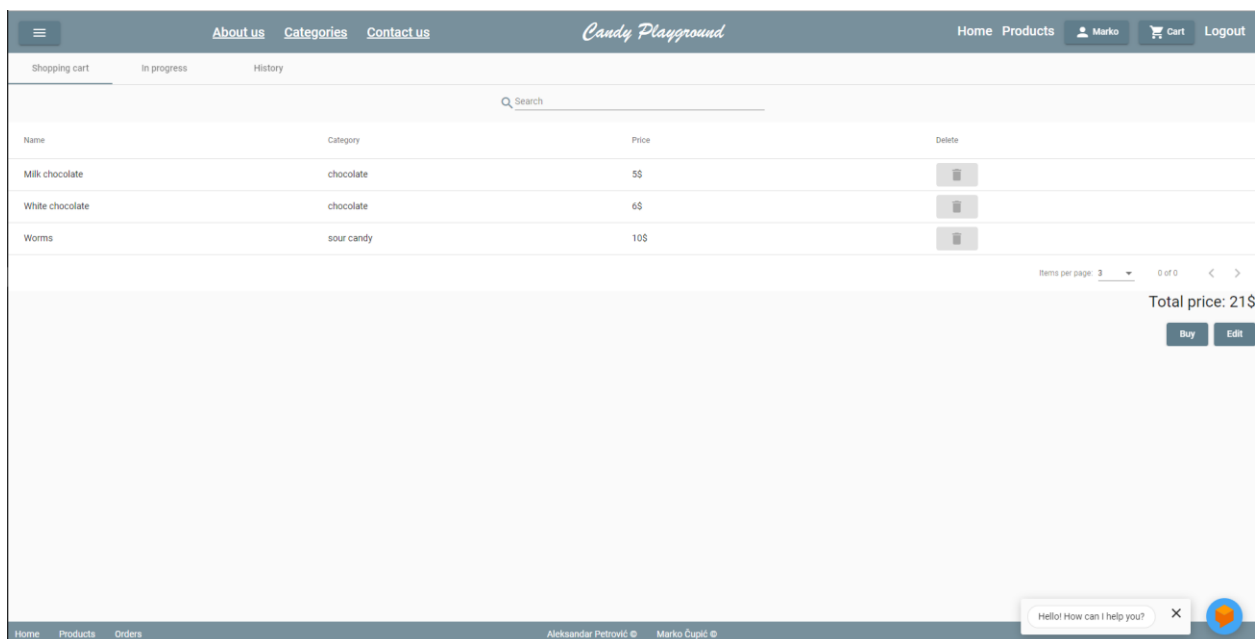 About us Categories Contact us Candy Playground Home Products Marko Cart Logout
Shopping cart In progress History
Search
Name Category Price Delete
Milk chocolate chocolate 5$
White chocolate chocolate 6$
Worms sour candy 10$
Items per page: 3 0 of 0
Total price: 21$
Buy Edit
Hello! How can I help you?
Home Products Orders Aleksandar Petrović © Marko Čupić ©